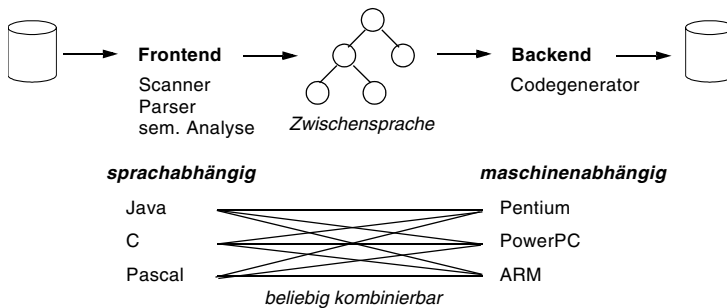 Frontend
Backend
Scanner
Parser
sem. Analyse
Codegenerator
Zwischensprache
sprachabhängig
maschinenabhängig
Java
Pentium
C
PowerPC
Pascal
ARM
beliebig kombinierbar